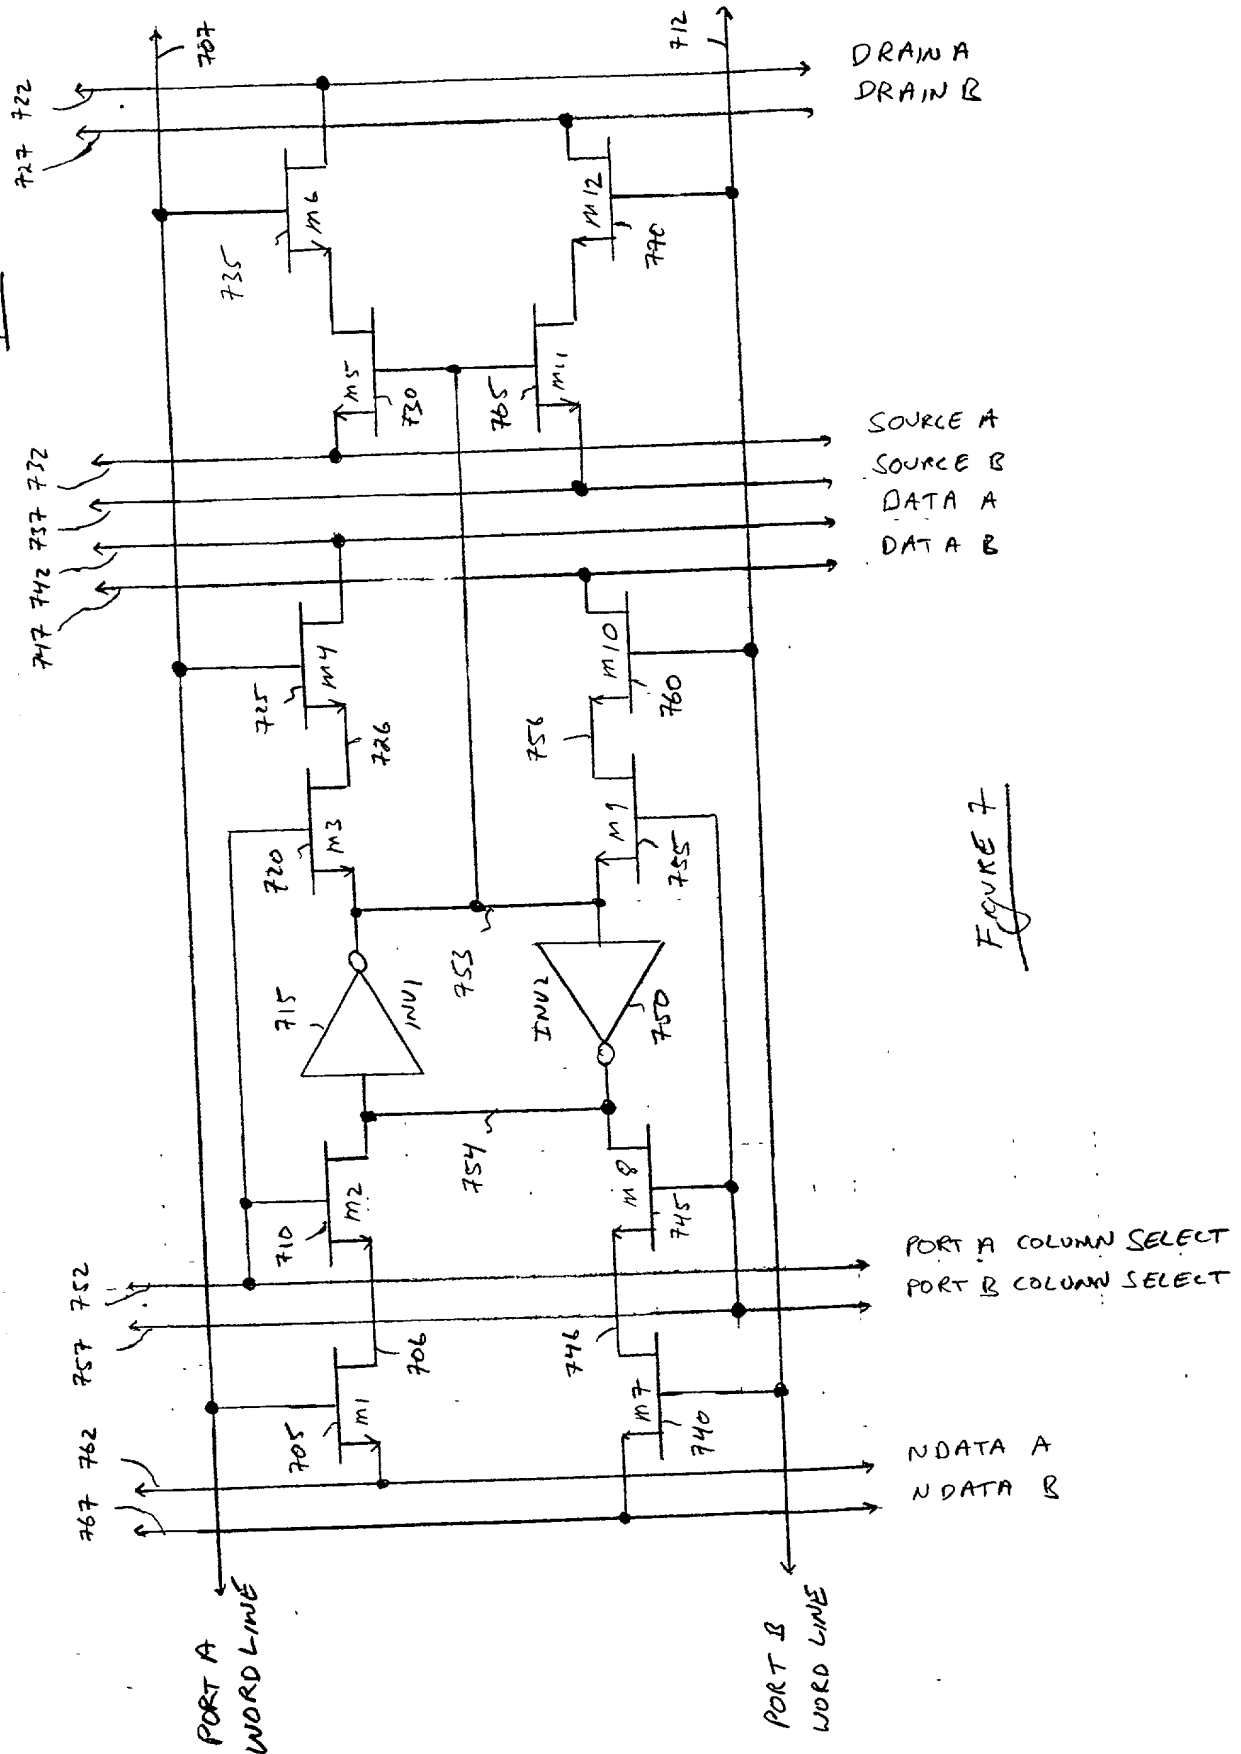 722
727
707
712
DRAIN A
DRAIN B
M6
735
M12
770
M5
730
M11
765
732
737
742
747
SOURCE A
SOURCE B
DATA A
DATA B
M4
725
726
M10
760
756
M3
720
M9
755
753
INV1
715
INV2
750
754
M2
710
M8
745
752
757
PORT A COLUMN SELECT
PORT B COLUMN SELECT
706
746
M1
705
M7
740
762
767
NDATA A
NDATA B
PORT A
WORD LINE
PORT B
WORD LINE
FIGURE 7